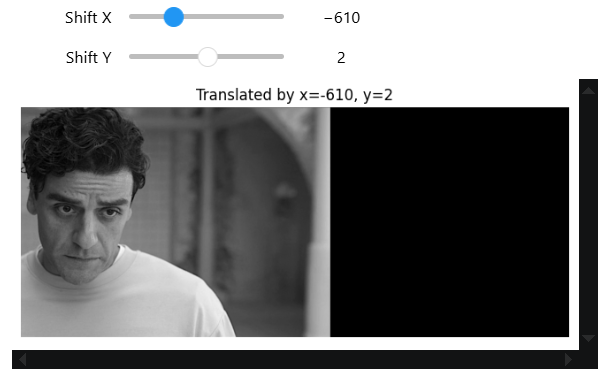 Shift X −610
Shift Y 2
Translated by x=-610, y=2